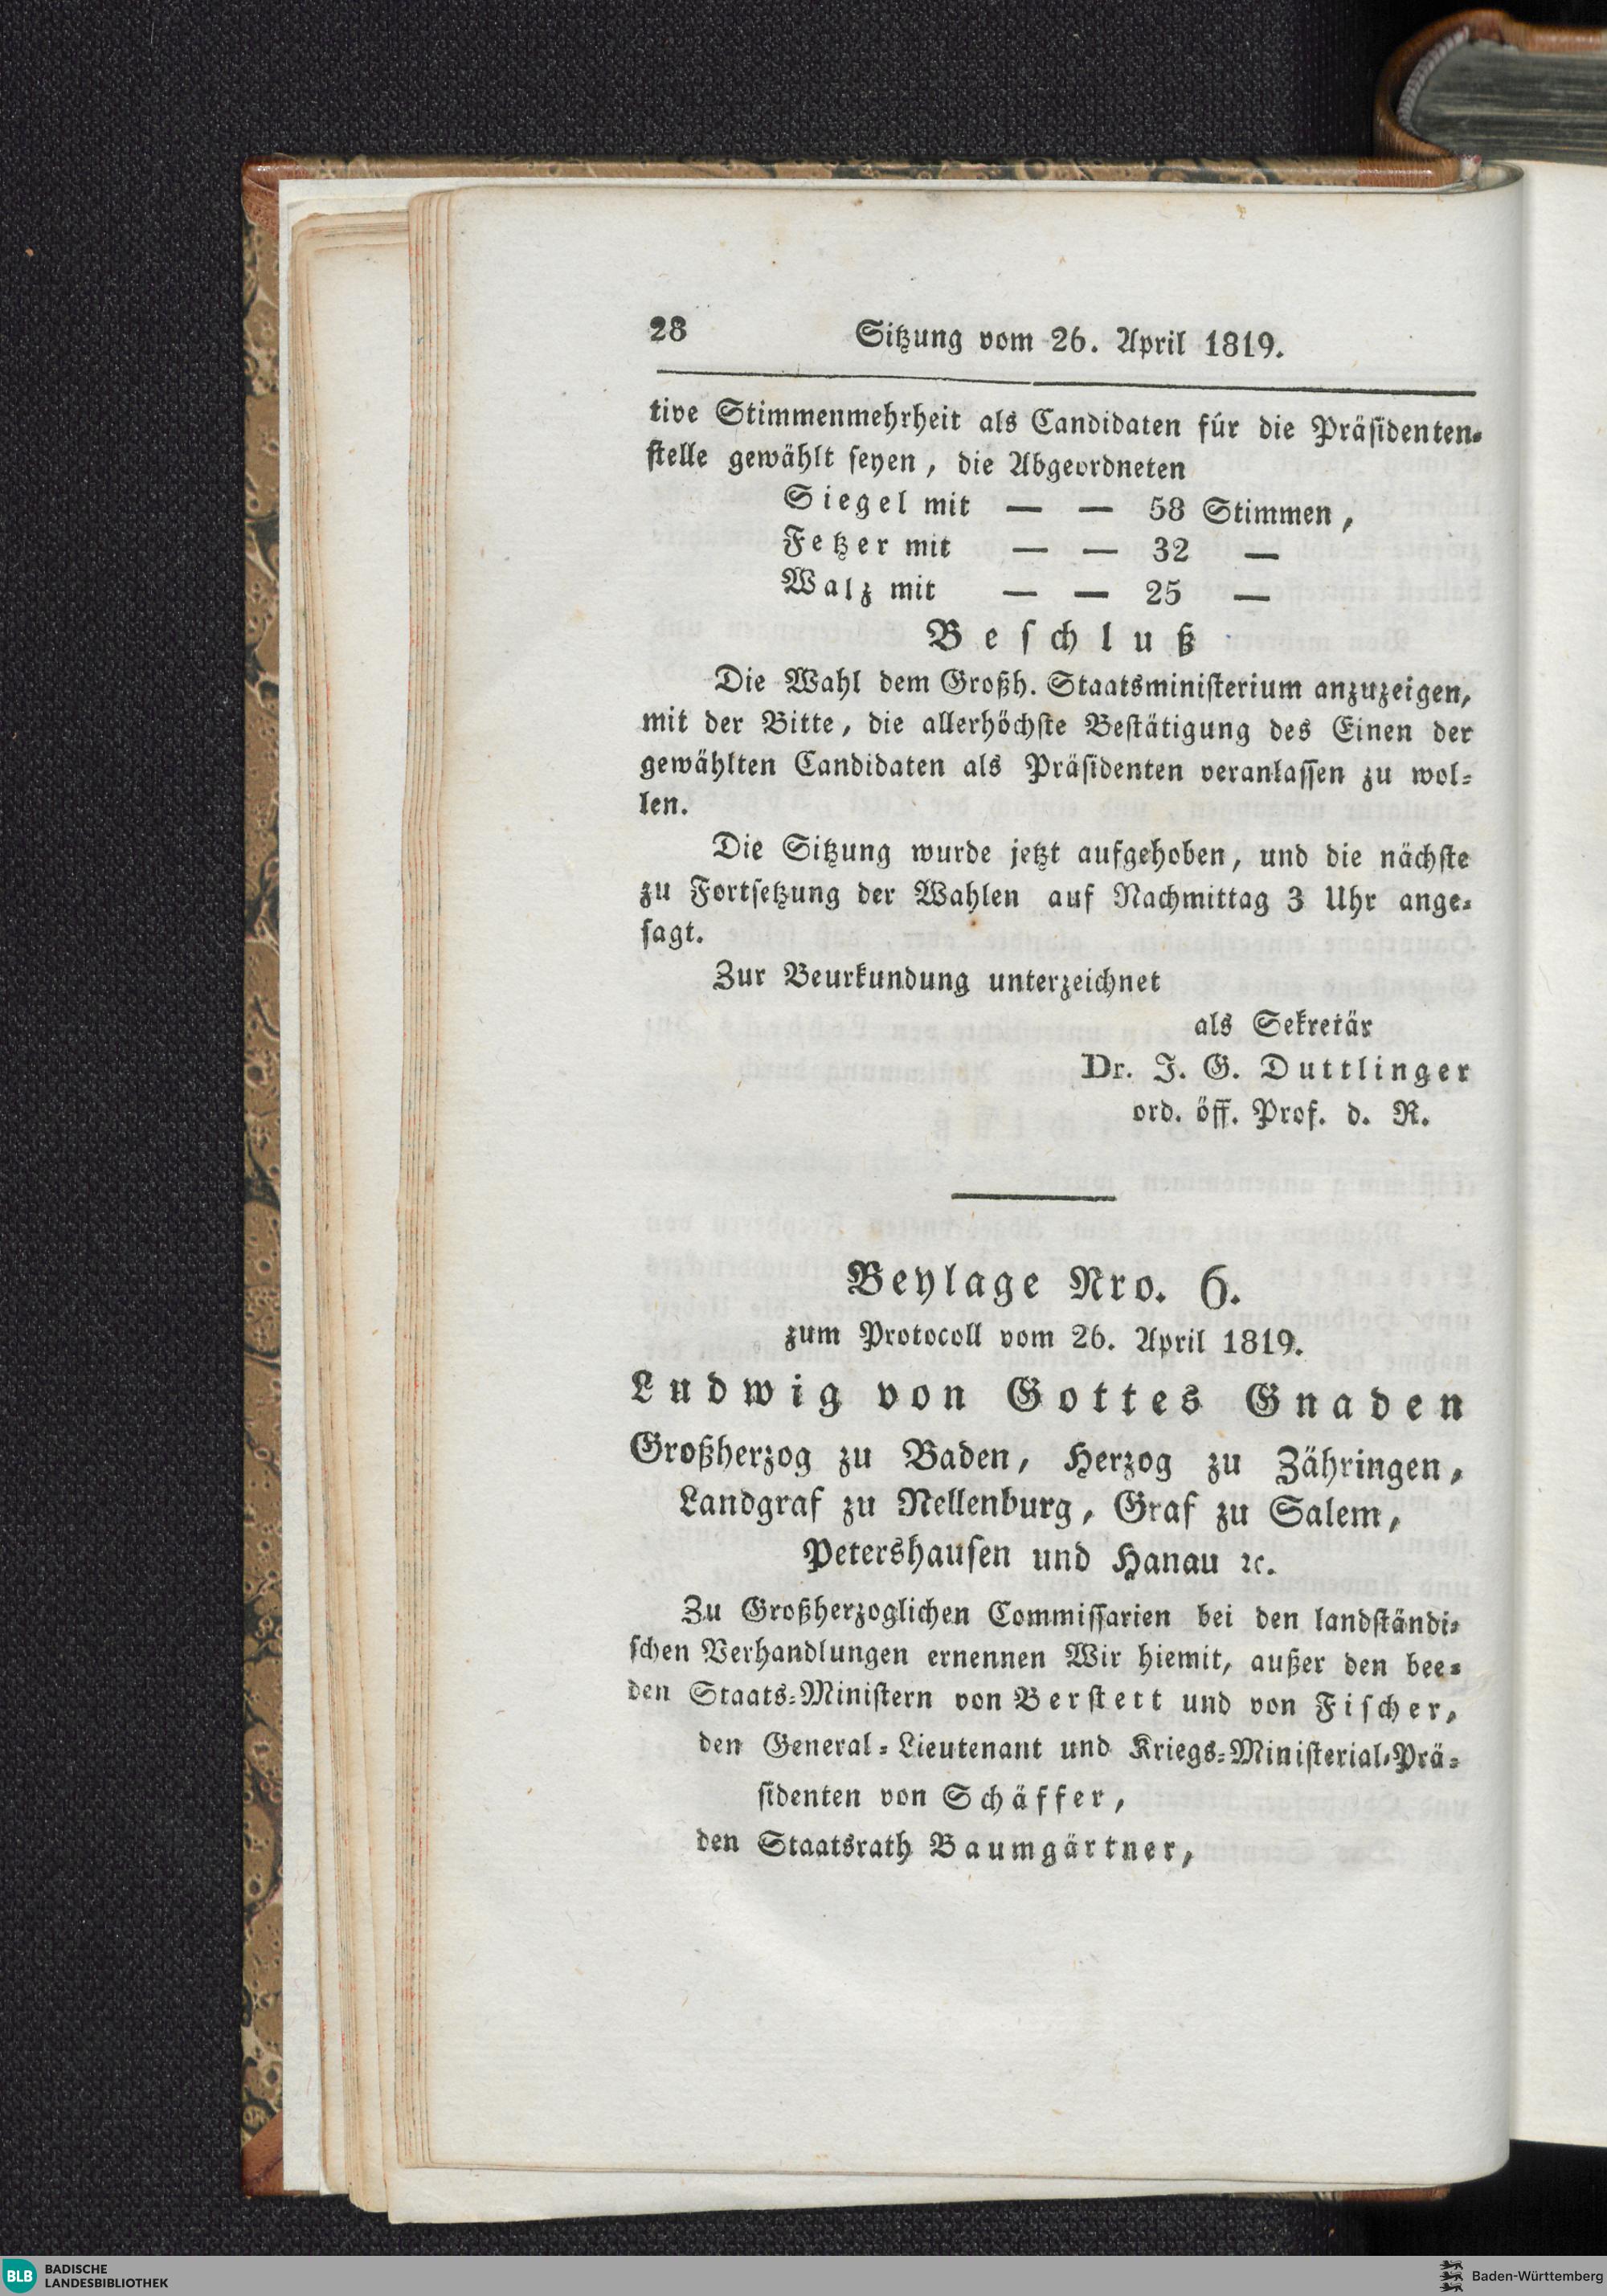 28 Sitzung vom 26. April 1819.
tive Stimmenmehrheit als Candidaten für die Präsidenten-
stelle gewählt seyen, die Abgeordneten
Siegel mit — — 58 Stimmen,
Fetzer mit — — 32 —
Walz mit — — 25 —
Beschluß
Die Wahl dem Großh. Staatsministerium anzuzeigen,
mit der Bitte, die allerhöchste Bestätigung des Einen der
gewählten Candidaten als Präsidenten veranlassen zu wol-
len.
Die Sitzung wurde jetzt aufgehoben, und die nächste
zu Fortsetzung der Wahlen auf Nachmittag 3 Uhr ange-
sagt.
Zur Beurkundung unterzeichnet
als Sekretär
Dr. J. G. Duttlinger
ord. öff. Prof. d. R.
Beylage Nro. 6.
zum Protocoll vom 26. April 1819.
Ludwig von Gottes Gnaden
Großherzog zu Baden, Herzog zu Zähringen,
Landgraf zu Nellenburg, Graf zu Salem,
Petershausen und Hanau ꝛc.
Zu Großherzoglichen Commissarien bei den landständi-
schen Verhandlungen ernennen Wir hiemit, außer den bee-
den Staats-Ministern von Berstett und von Fischer,
den General-Lieutenant und Kriegs-Ministerial-Prä-
sidenten von Schäffer,
den Staatsrath Baumgärtner,
BLB BADISCHE
LANDESBIBLIOTHEK
Baden-Württemberg